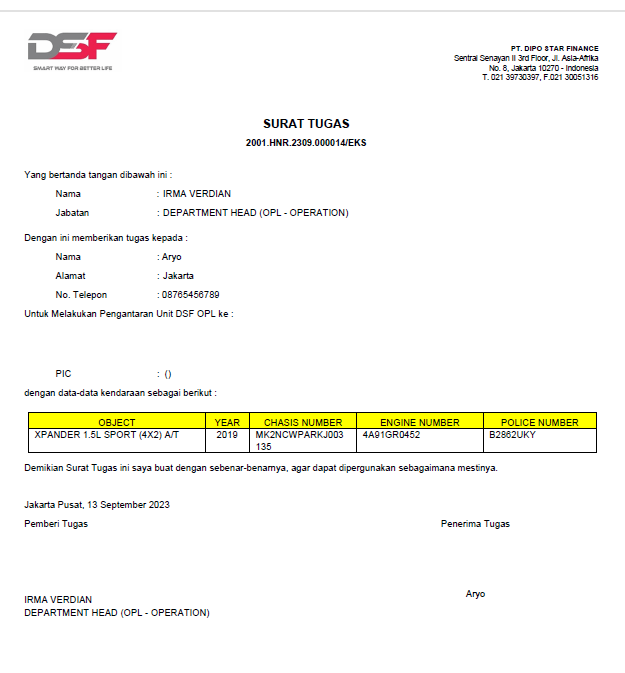 DSF
SMART WAY FOR BETTER LIFE
PT. DIPO STAR FINANCE
Sentral Senayan II 3rd Floor, Jl. Asia-Afrika
No. 8, Jakarta 10270 - Indonesia
T. 021 39730397, F.021 30051316
SURAT TUGAS
2001.HNR.2309.000014/EKS
Yang bertanda tangan dibawah ini :
Nama : IRMA VERDIAN
Jabatan : DEPARTMENT HEAD (OPL - OPERATION)
Dengan ini memberikan tugas kepada :
Nama : Aryo
Alamat : Jakarta
No. Telepon : 08765456789
Untuk Melakukan Pengantaran Unit DSF OPL ke :
PIC : ()
dengan data-data kendaraan sebagai berikut :
OBJECT YEAR CHASIS NUMBER ENGINE NUMBER POLICE NUMBER
XPANDER 1.5L SPORT (4X2) A/T 2019 MK2NCWPARKJ003 4A91GR0452 B2862UKY
135
Demikian Surat Tugas ini saya buat dengan sebenar-benarnya, agar dapat dipergunakan sebagaimana mestinya.
Jakarta Pusat, 13 September 2023
Pemberi Tugas Penerima Tugas
Aryo
IRMA VERDIAN
DEPARTMENT HEAD (OPL - OPERATION)